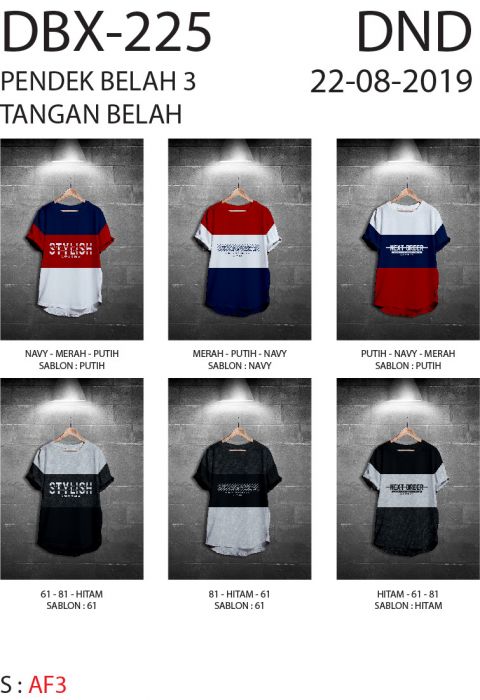 DBX-225
DND
PENDEK BELAH 3
22-08-2019
TANGAN BELAH
STYLISH
NEXT ORDER
NAVY - MERAH - PUTIH
SABLON : PUTIH
MERAH - PUTIH - NAVY
SABLON : NAVY
PUTIH - NAVY - MERAH
SABLON : PUTIH
STYLISH
NEXT ORDER
61 - 81 - HITAM
SABLON : 61
81 - HITAM - 61
SABLON : 61
HITAM - 61 - 81
SABLON : HITAM
S : AF3